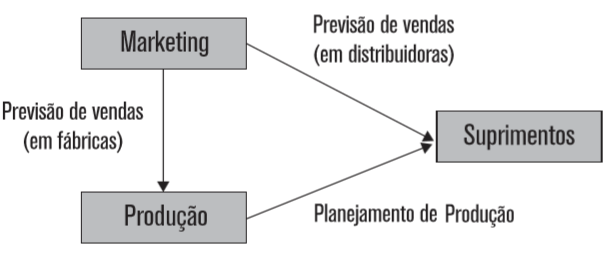 Marketing
Previsão de vendas
(em distribuidoras)
Previsão de vendas
(em fábricas)
Suprimentos
Produção
Planejamento de Produção